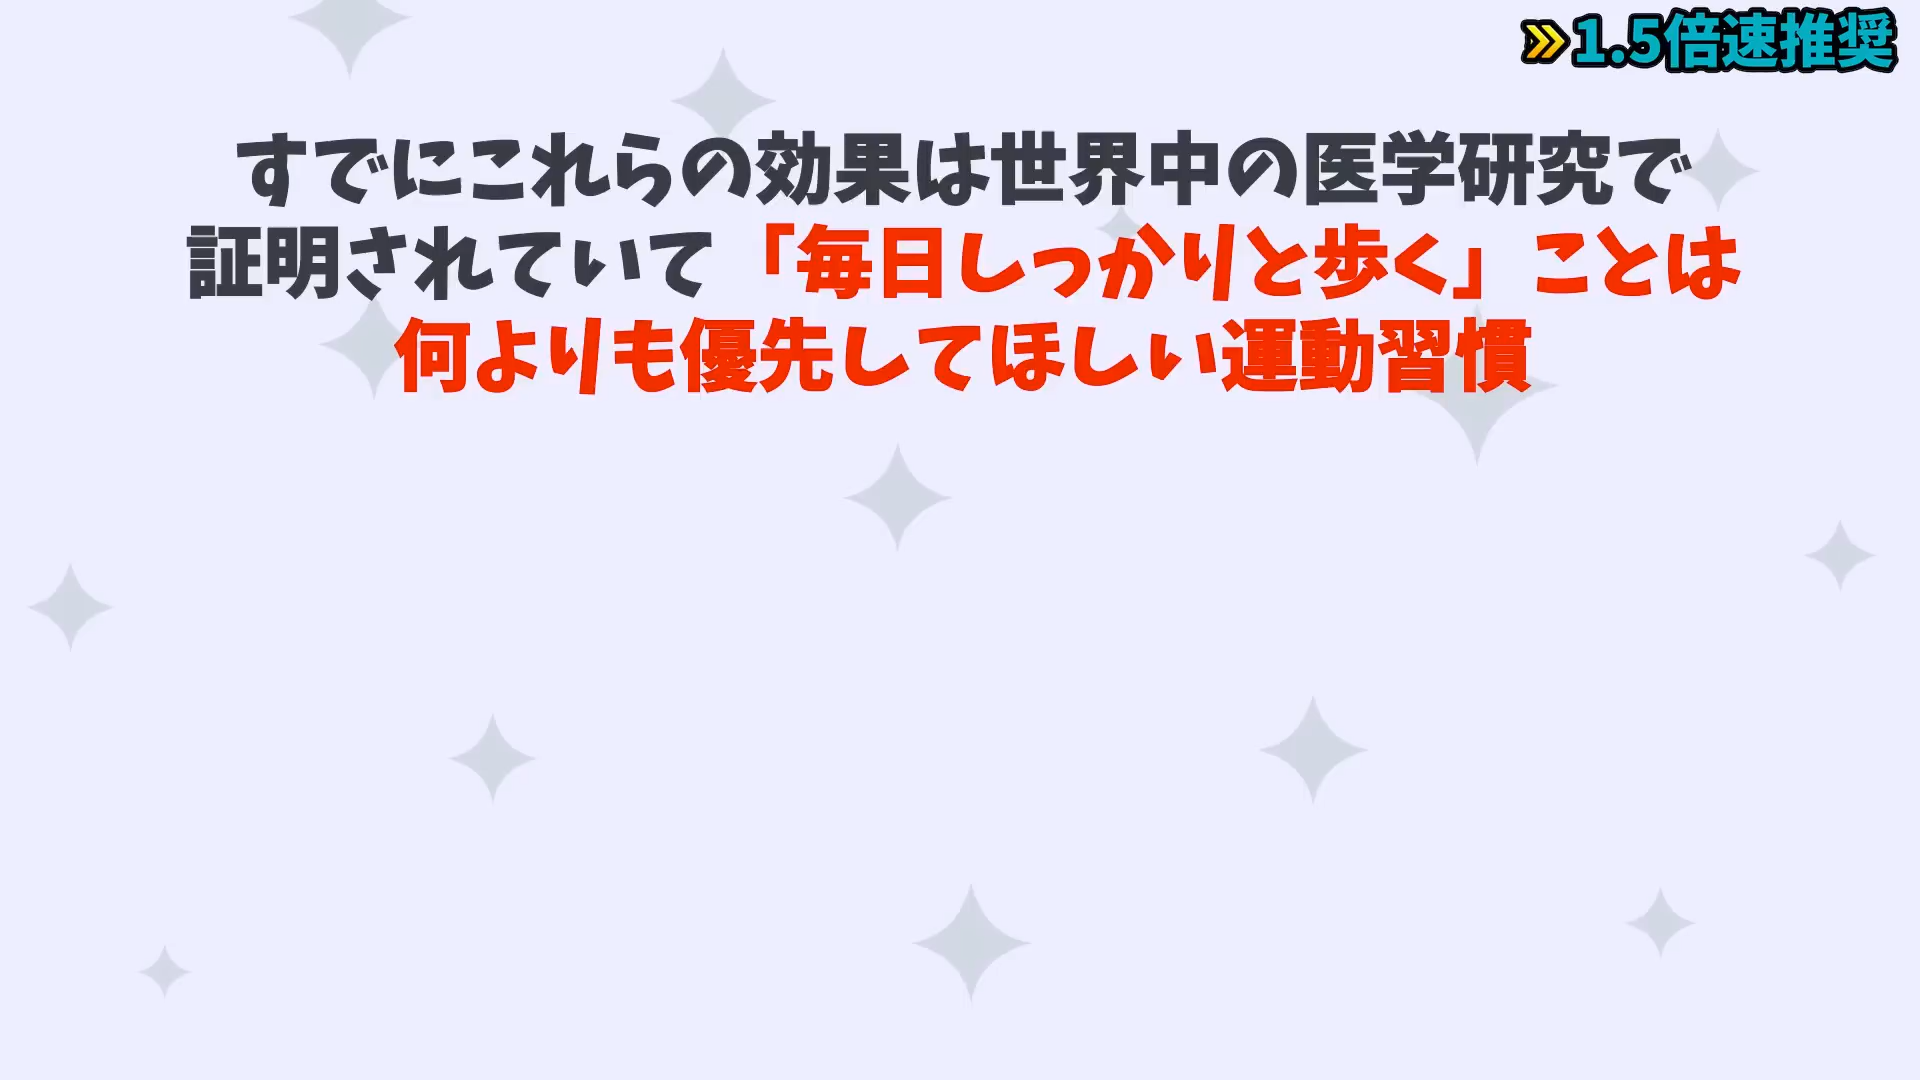 1.5倍速推奨
すでにこれらの効果は世界中の医学研究で
証明されていて「毎日しっかりと歩く」ことは
何よりも優先してほしい運動習慣